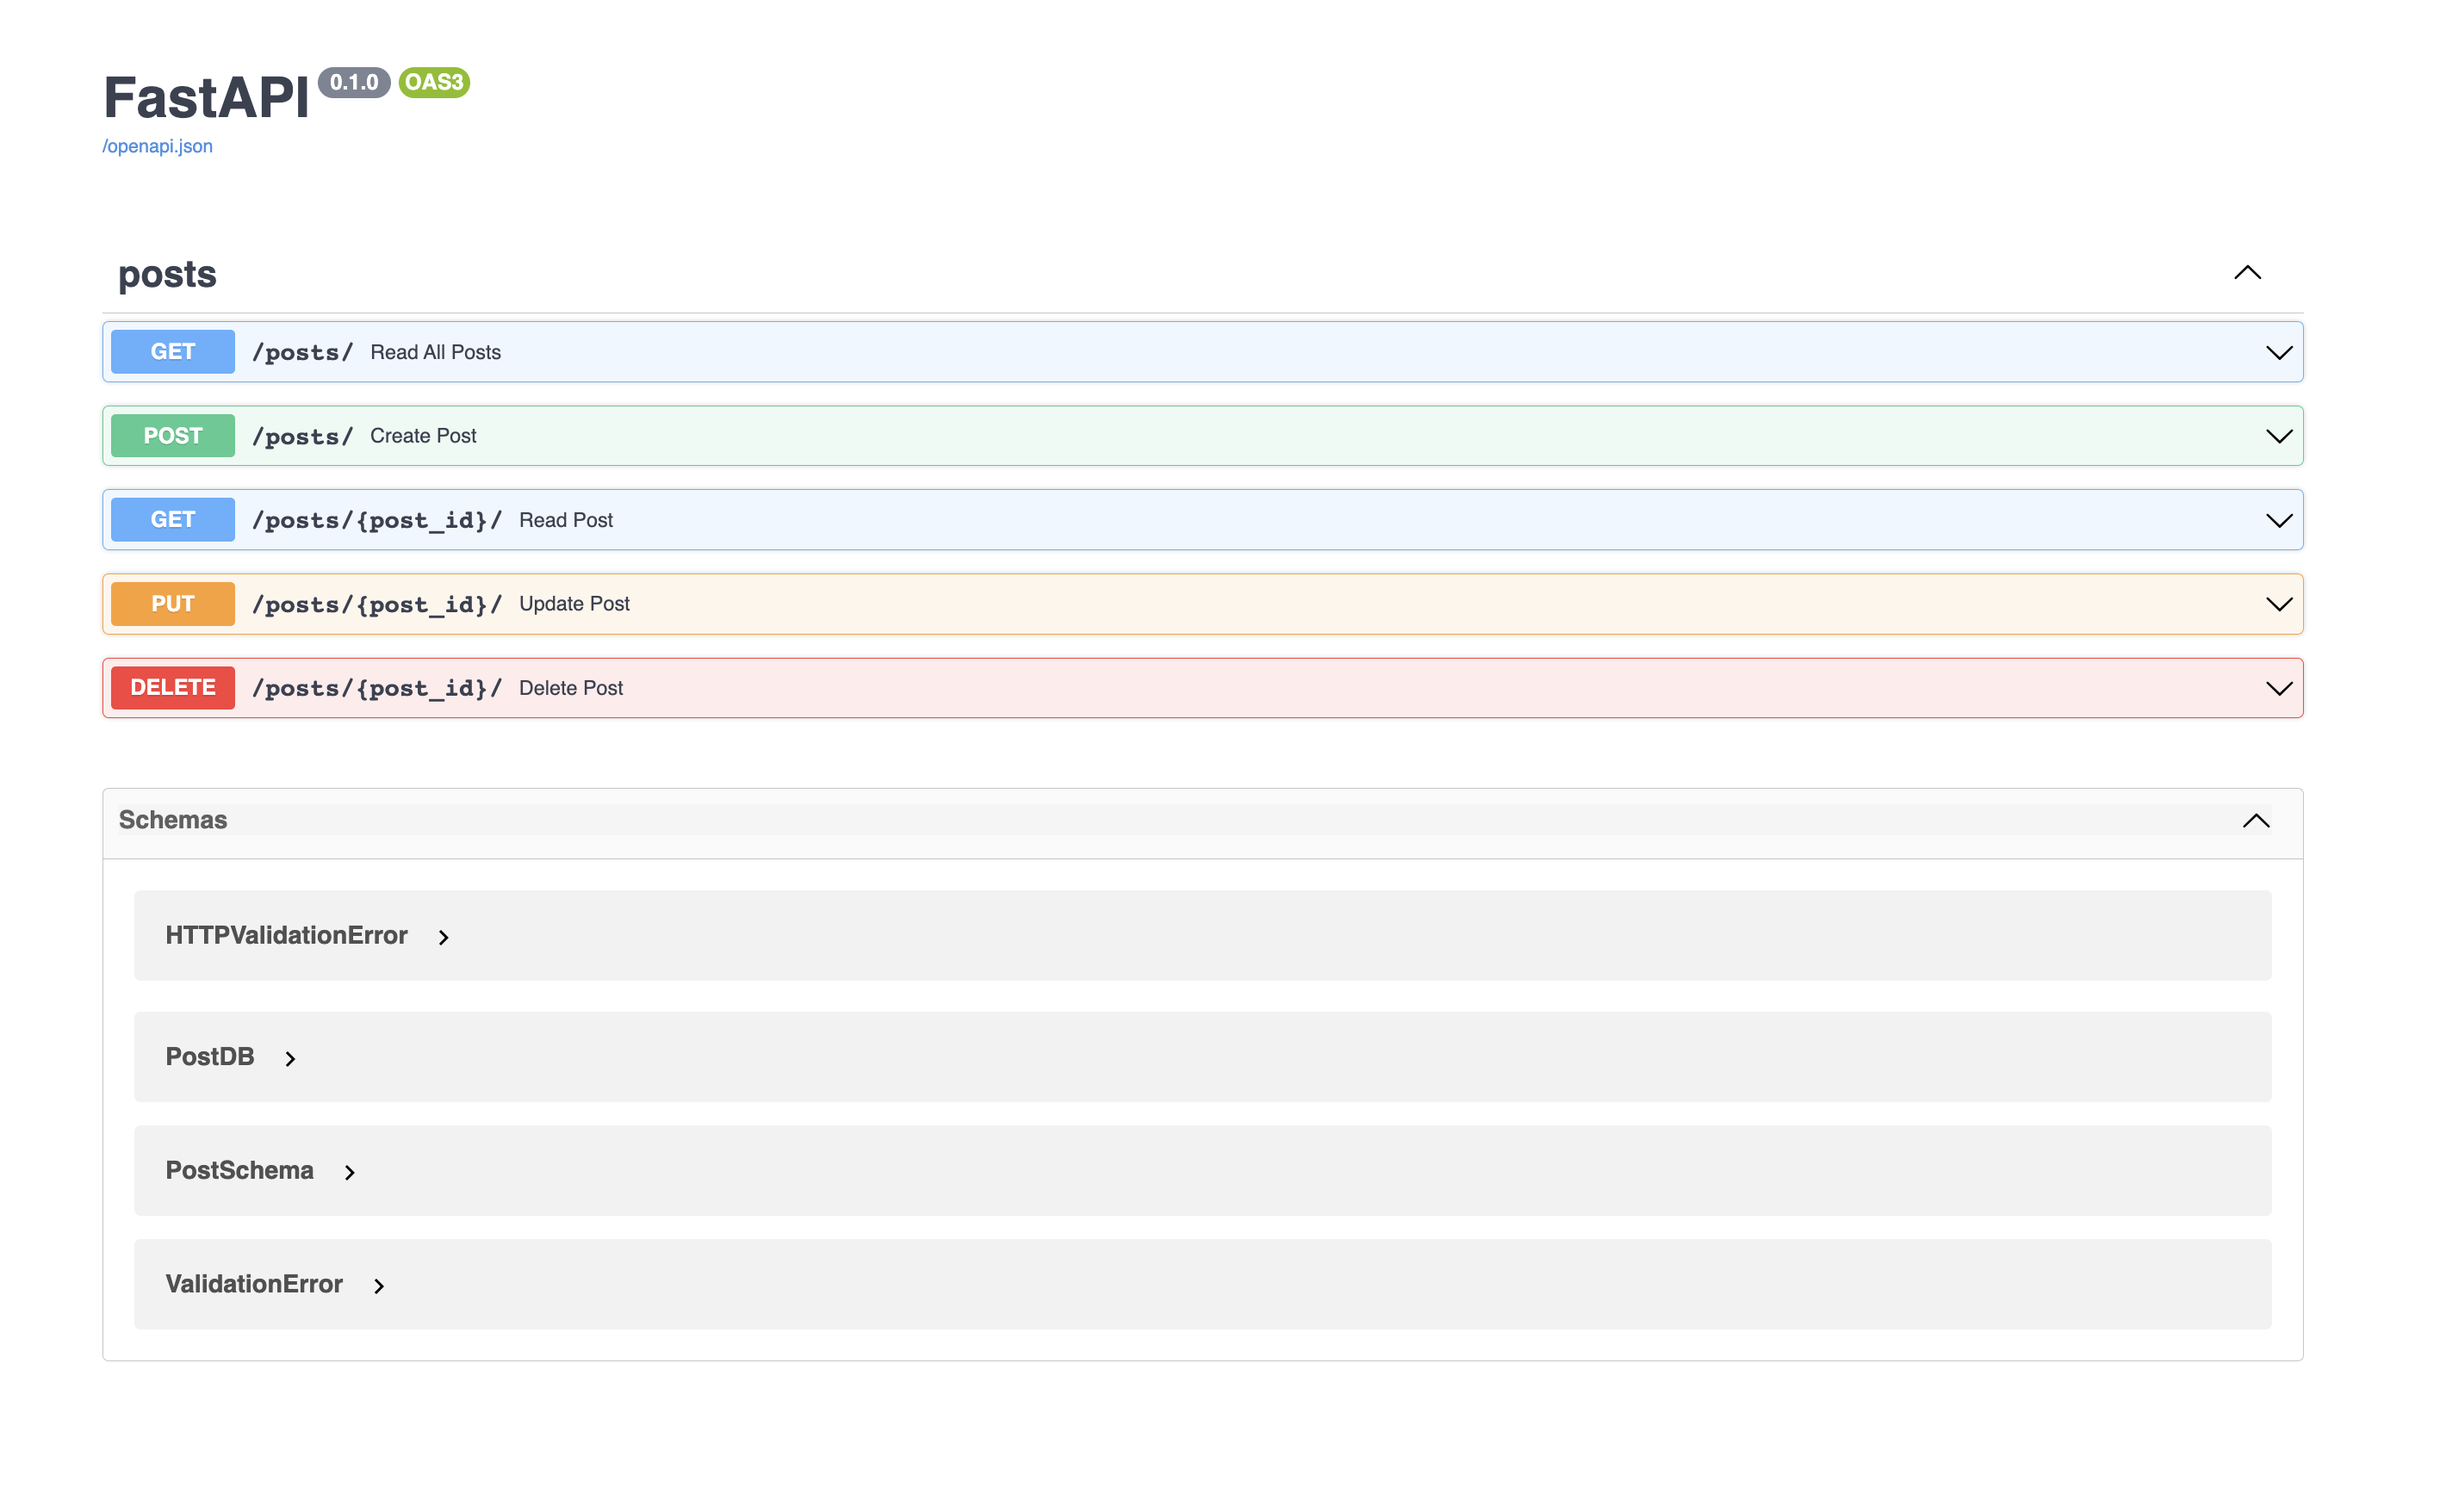 FastAPI 0.1.0 OAS3
/openapi.json
posts
GET /posts/ Read All Posts
POST /posts/ Create Post
GET /posts/{post_id}/ Read Post
PUT /posts/{post_id}/ Update Post
DELETE /posts/{post_id}/ Delete Post
Schemas
HTTPValidationError
PostDB
PostSchema
ValidationError